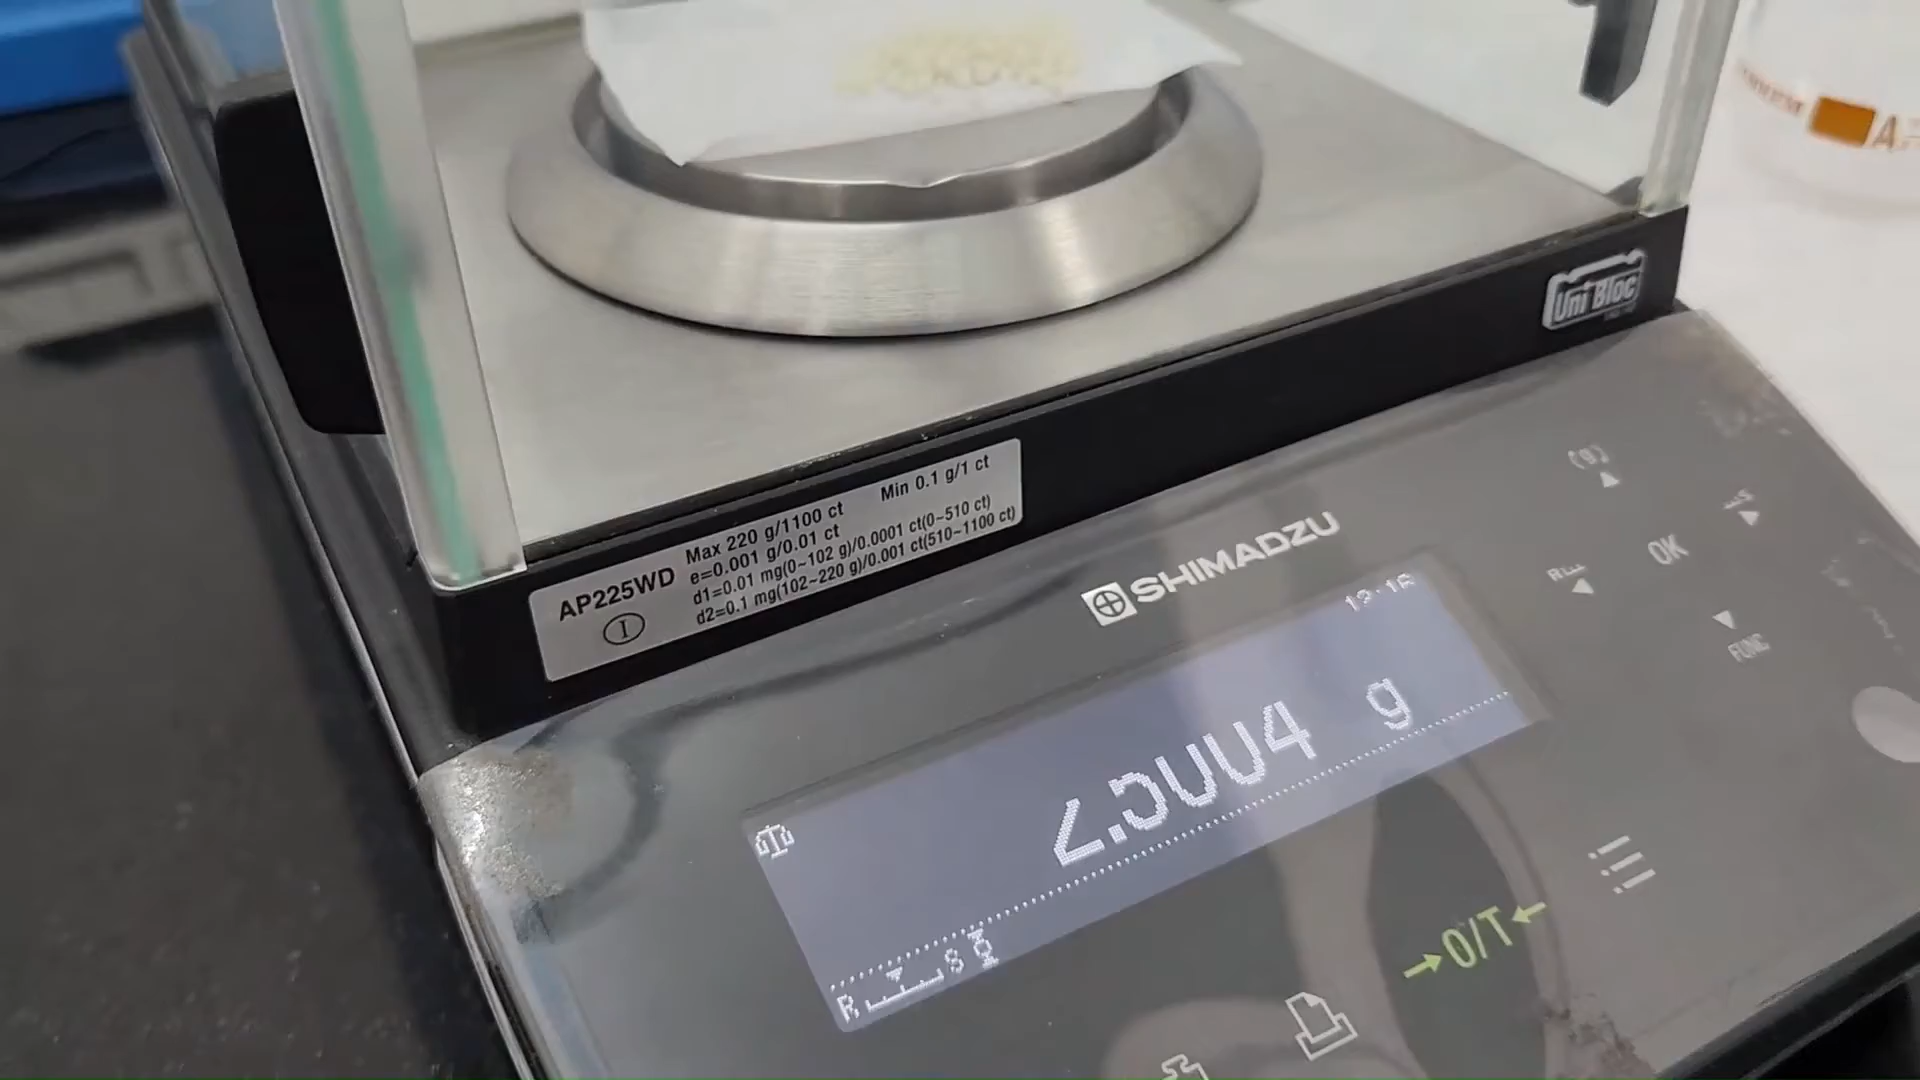 Uni Bloc
Max 220 g/1100 ct Min 0.1 g/1 ct
e=0.001 g/0.01 ct
d1=0.01 mg(0~102 g)/0.0001 ct(0~510 ct)
d2=0.1 mg(102~220 g)/0.001 ct(510~1100 ct)
AP225WD
I
SHIMADZU
OK
FUNC
2.5004 g
R
S
→O/T←
A